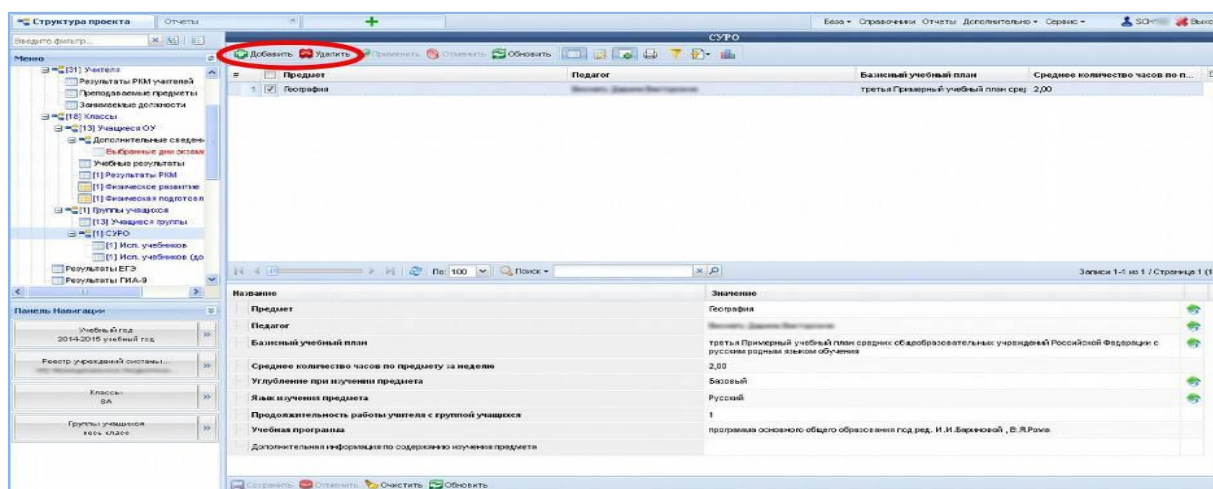 Структура проекта Отчеты
База Справочники Отчеты Дополнительно Сервис
Введите фильтр...
СУРО
Меню
Добавить Удалить Применить Отменить Обновить
# Предмет Педагог Базисный учебный план Среднее количество часов по п...
1 География третья Примерный учебный план сред 2,00
[31] Учителя
Результаты РКМ учителей
Преподаваемые предметы
Занимаемые должности
[18] Классы
[13] Учащиеся ОУ
Дополнительные сведен
Выбранные дни экзам
Учебные результаты
[1] Результаты РКМ
[1] Физическое развитие
[1] Физическая подготовл
[1] Группы учащихся
[13] Учащиеся группы
[1] СУРО
[1] Исп. учебников
[1] Исп. учебников (до
Результаты ЕГЭ
Результаты ГИА-9
По: 100 Поиск
Записи 1-1 из 1 / Страница 1 (1
Панель Навигации
Учебный год
2014-2015 учебный год
Реестр учреждений системы...
Классы
8А
Группы учащихся
весь класс
Название Значение
Предмет География
Педагог
Базисный учебный план третья Примерный учебный план средних общеобразовательных учреждений Российской Федерации с
русским родным языком обучения
Среднее количество часов по предмету за неделю 2,00
Углубление при изучении предмета Базовый
Язык изучения предмета Русский
Продолжительность работы учителя с группой учащихся 1
Учебная программа программа основного общего образования под ред. И.И.Бариновой , В.Я.Рома
Дополнительная информация по содержанию изучения предмета
Сохранить Отменить Очистить Обновить